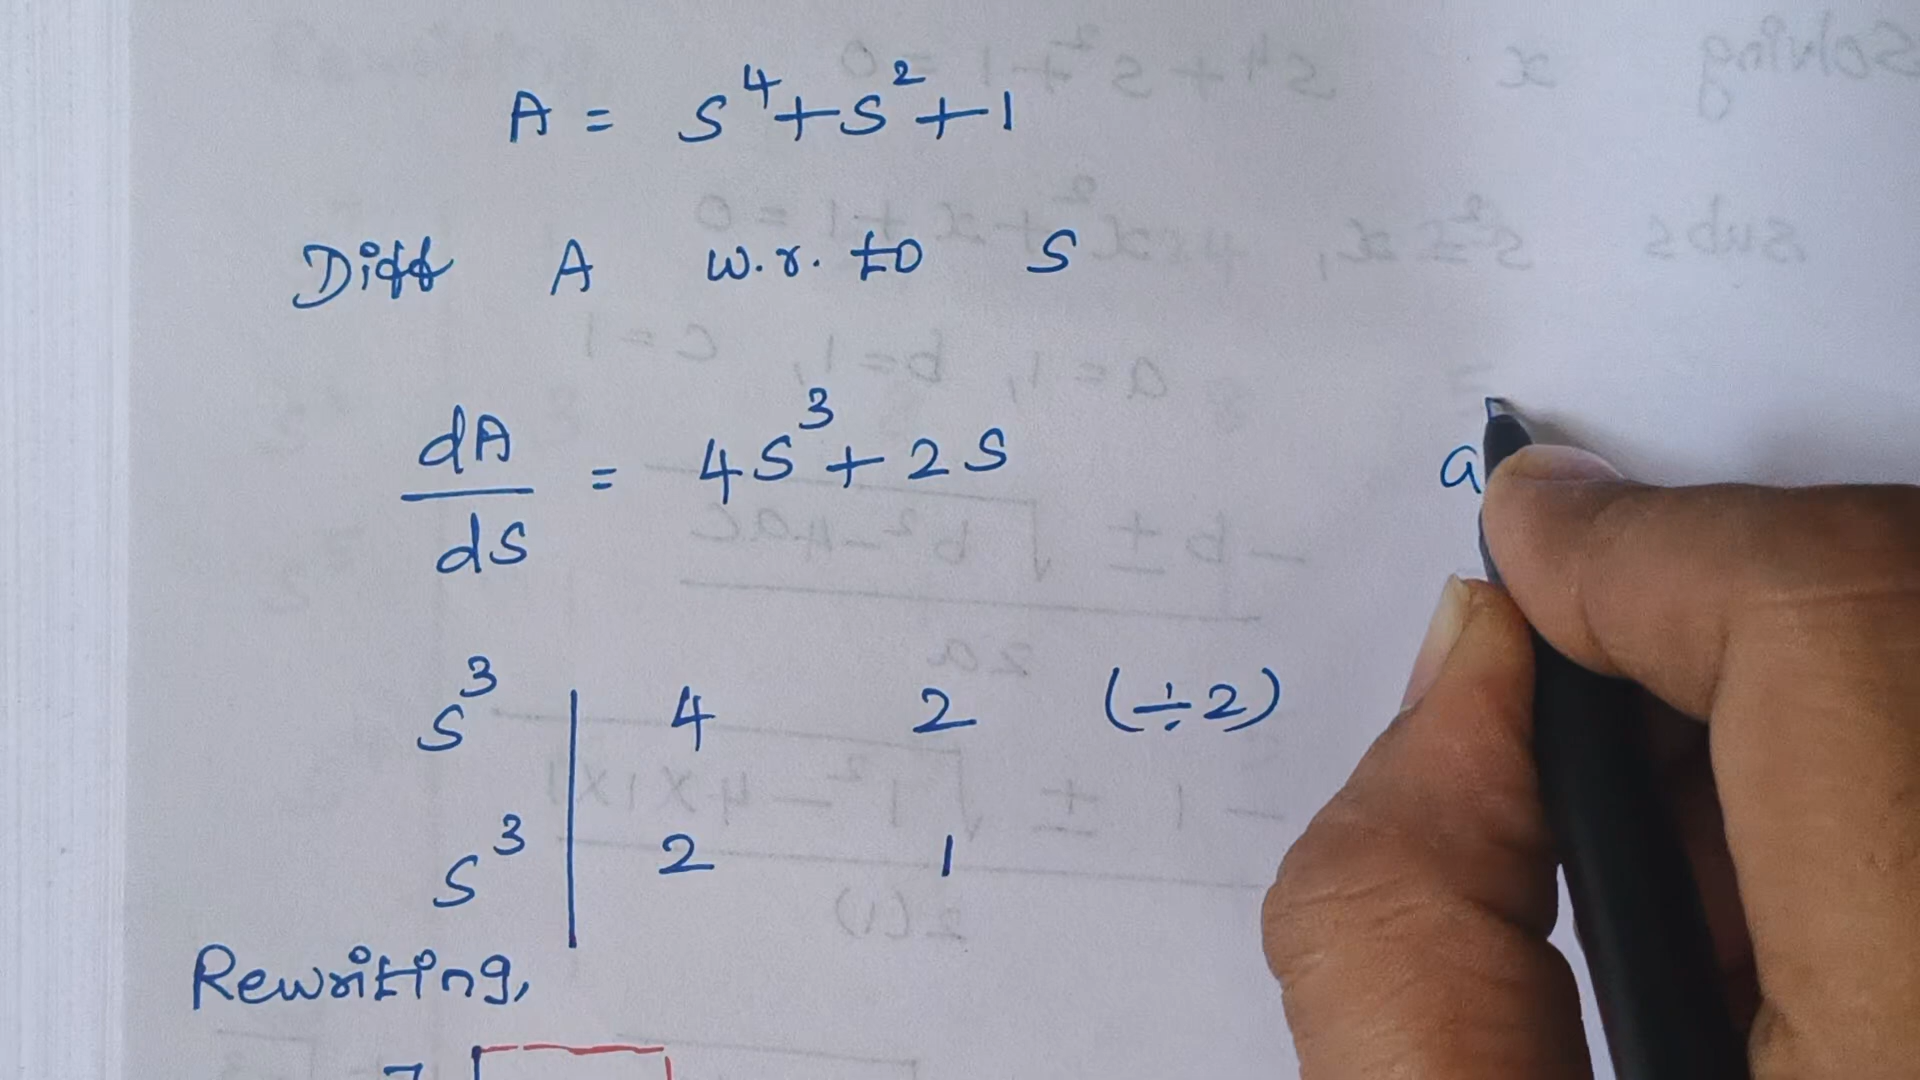 A = s⁴+s²+1
Diff A w.r. to s
dA/ds = 4s³+2s
a
s³ | 4 2 (÷2)
s³ | 2 1
Rewriting,